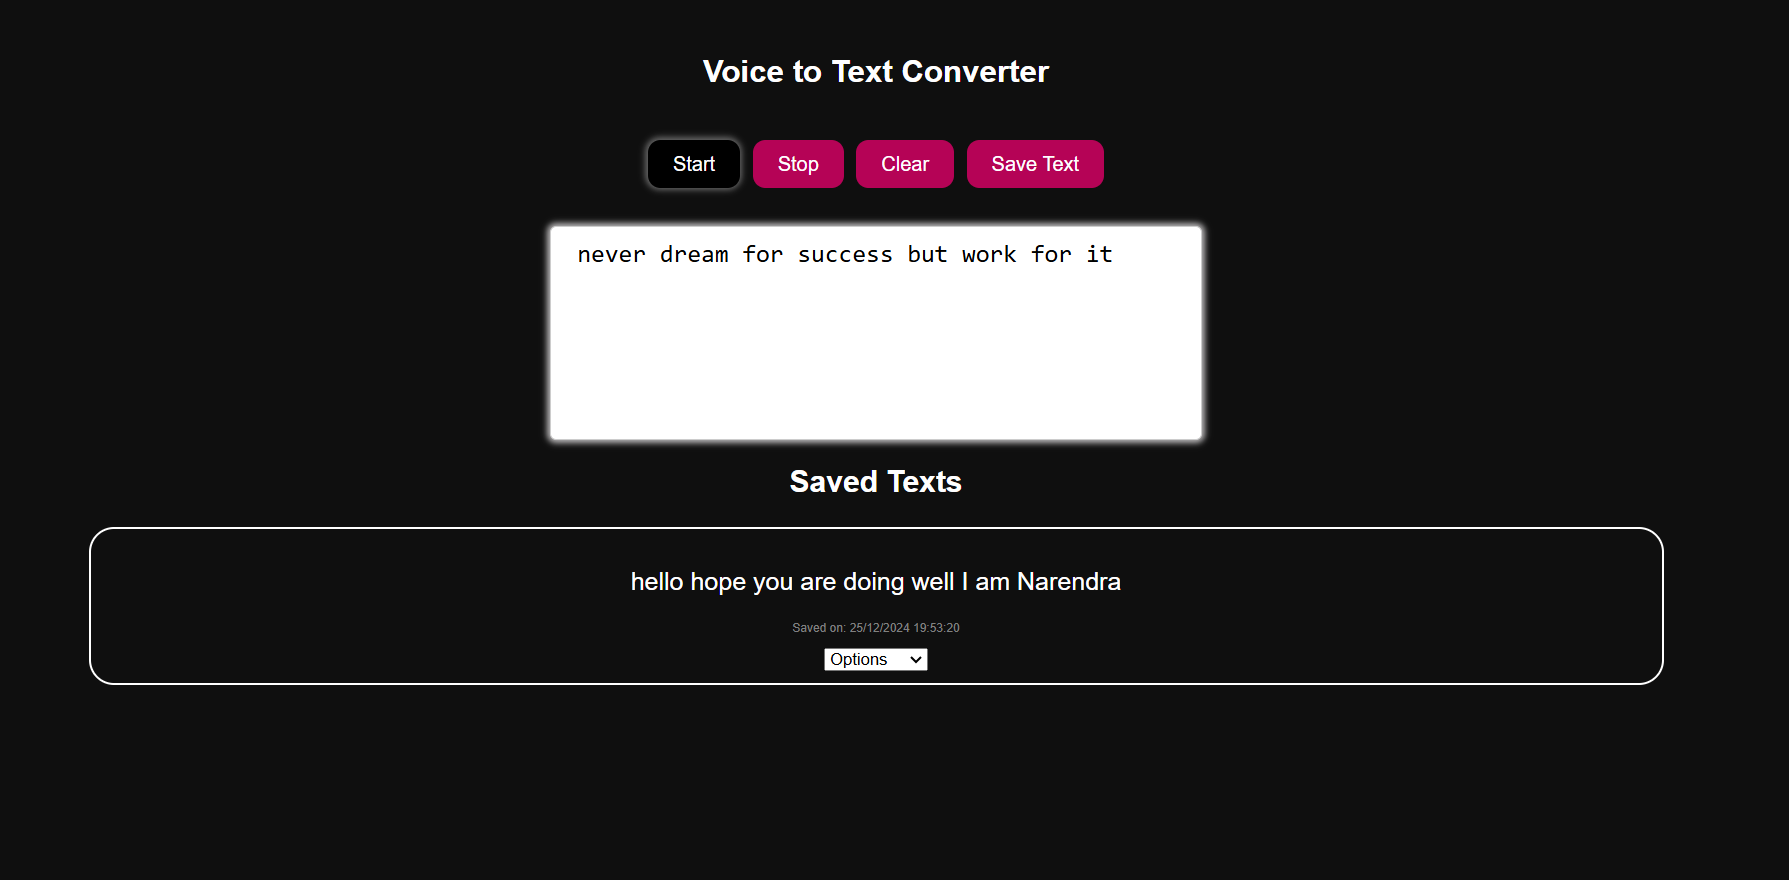 Voice to Text Converter
Start Stop Clear Save Text
never dream for success but work for it
Saved Texts
hello hope you are doing well I am Narendra
Saved on: 25/12/2024 19:53:20
Options